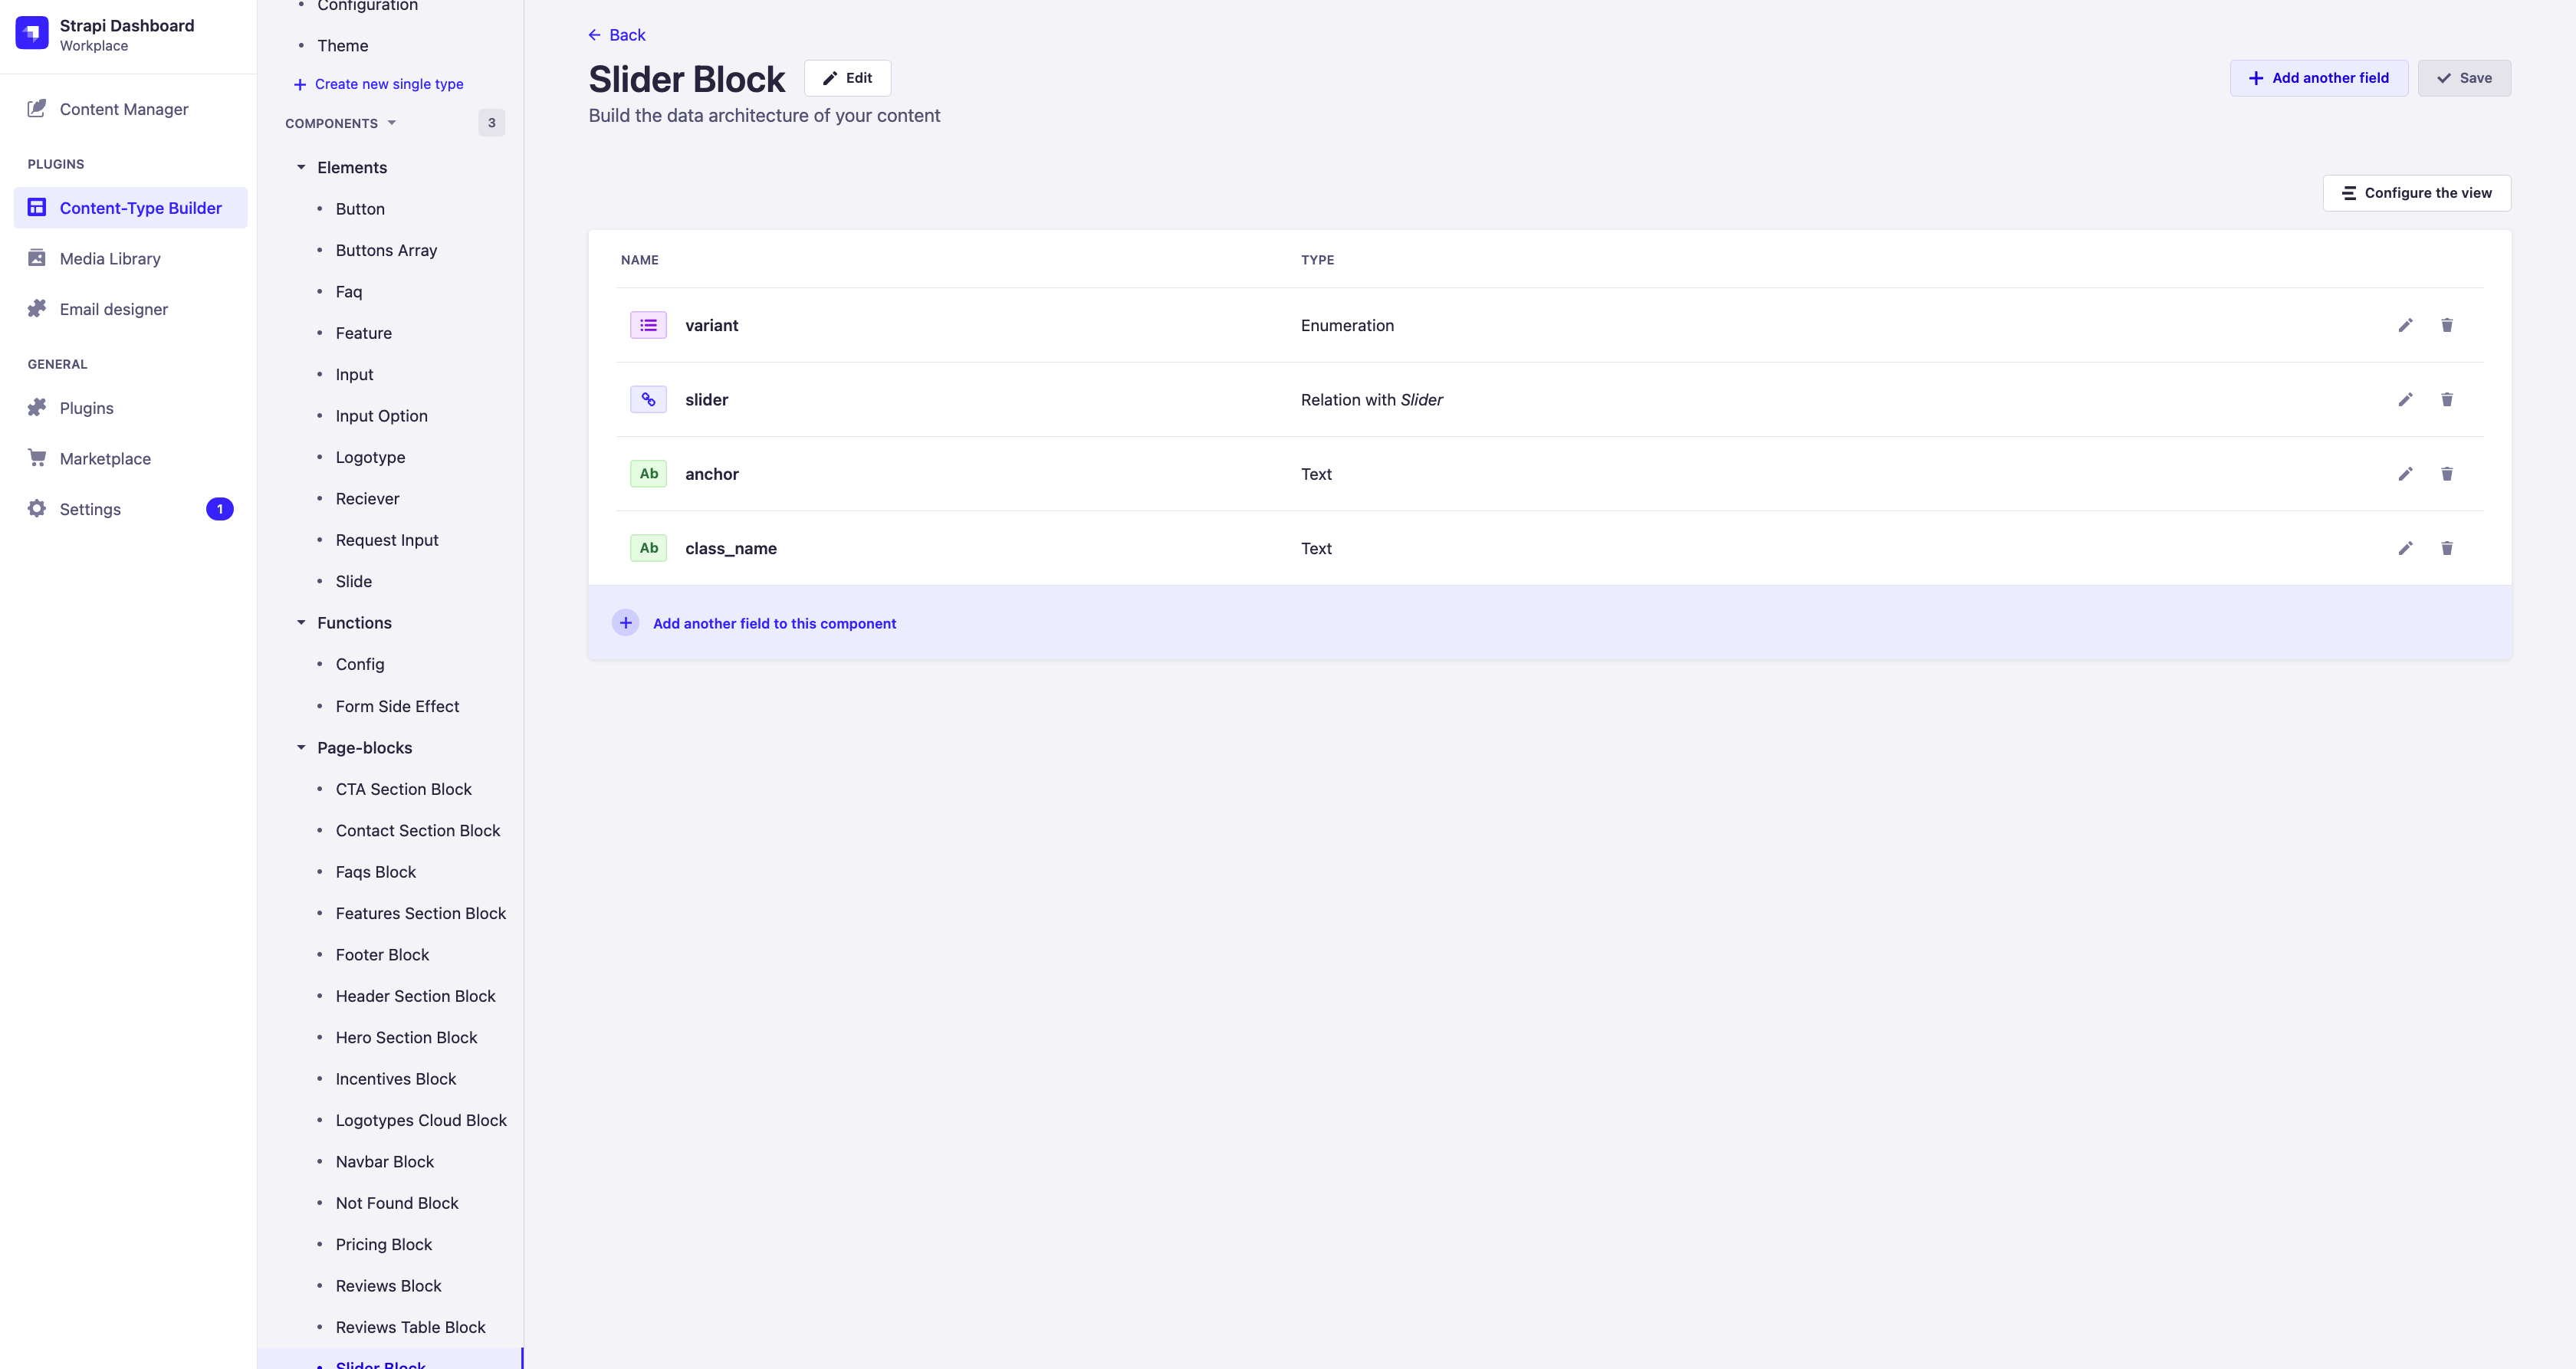 Strapi Dashboard
Workplace
Content Manager
PLUGINS
Content-Type Builder
Media Library
Email designer
GENERAL
Plugins
Marketplace
Settings
1
Configuration
Theme
Create new single type
COMPONENTS
3
Elements
Button
Buttons Array
Faq
Feature
Input
Input Option
Logotype
Reciever
Request Input
Slide
Functions
Config
Form Side Effect
Page-blocks
CTA Section Block
Contact Section Block
Faqs Block
Features Section Block
Footer Block
Header Section Block
Hero Section Block
Incentives Block
Logotypes Cloud Block
Navbar Block
Not Found Block
Pricing Block
Reviews Block
Reviews Table Block
Slider Block
Back
Slider Block
Edit
Add another field
Save
Build the data architecture of your content
Configure the view
NAME TYPE
variant Enumeration
slider Relation with Slider
Ab anchor Text
Ab class_name Text
Add another field to this component